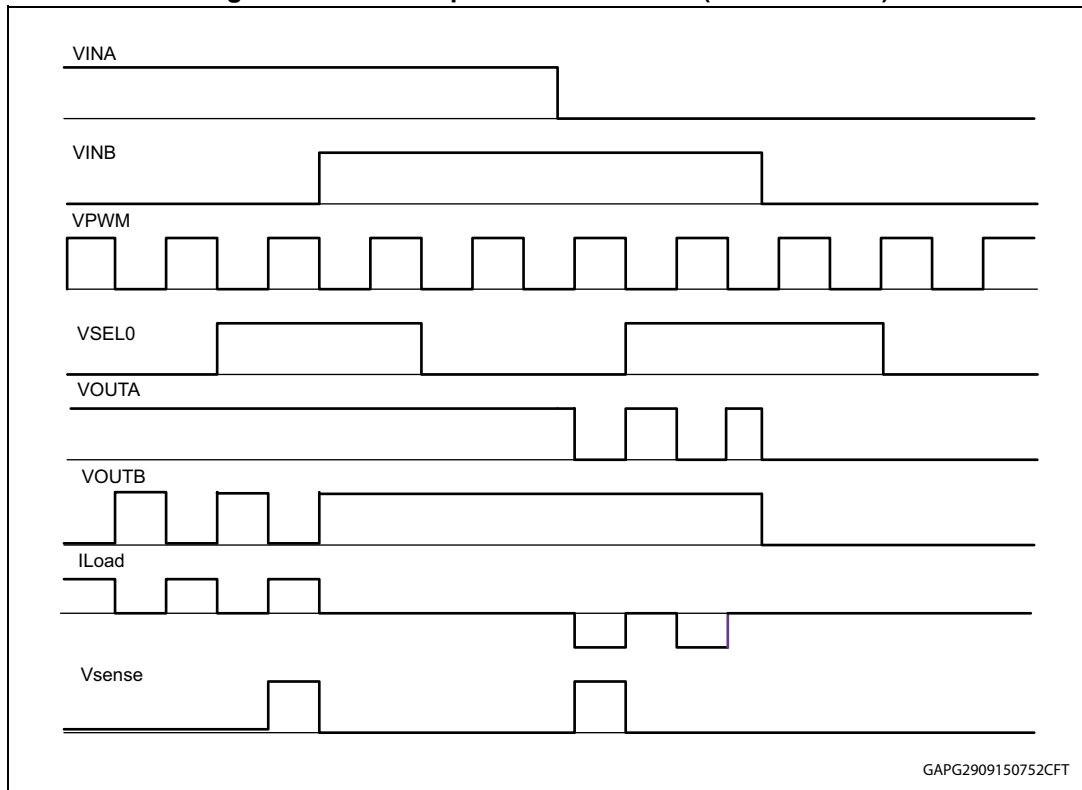 VINA
VINB
VPWM
VSEL0
VOUTA
VOUTB
ILoad
Vsense
GAPG2909150752CFT